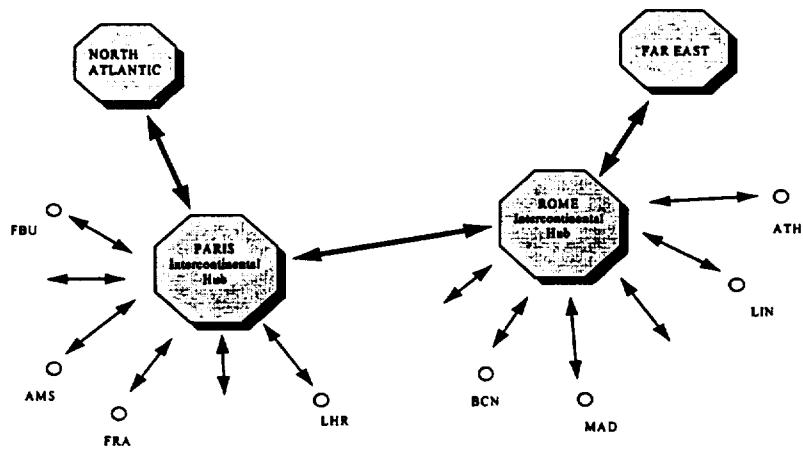 NORTH
ATLANTIC
FAR EAST
FBU
PARIS
Intercontinental
Hub
ROME
Intercontinental
Hub
ATH
LIN
AMS
FRA
LHR
BCN
MAD